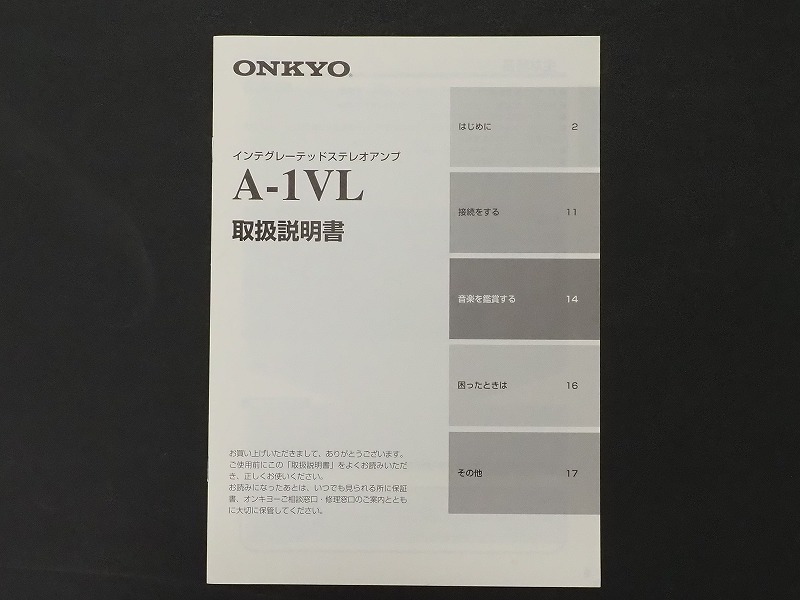 ONKYO
インテグレーテッドステレオアンプ
A-1VL
取扱説明書
はじめに 2
接続をする 11
音楽を鑑賞する 14
困ったときは 16
その他 17
お買い上げいただきまして、ありがとうございます。
ご使用前にこの「取扱説明書」をよくお読みいただ
き、正しくお使いください。
お読みになったあとは、いつでも見られる所に保証
書、オンキヨーご相談窓口・修理窓口のご案内ととも
に大切に保管してください。